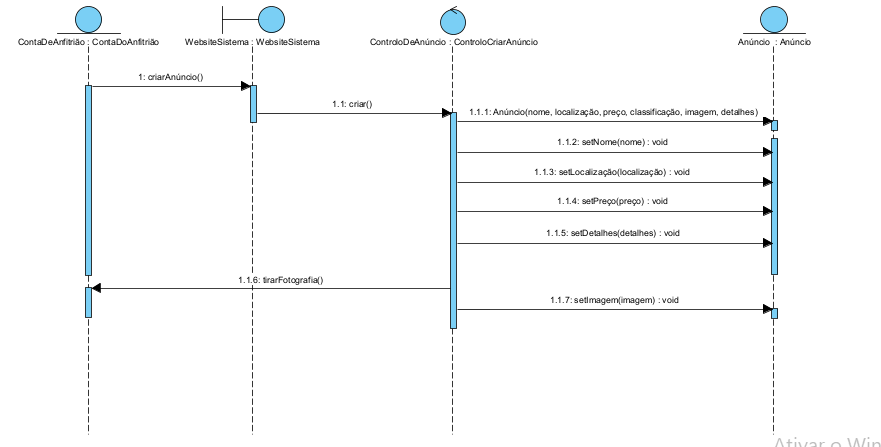 ContaDeAnfitrião : ContaDoAnfitrião
WebsiteSistema : WebsiteSistema
ControloDeAnúncio : ControloCriarAnúncio
Anúncio : Anúncio
1: criarAnúncio()
1.1: criar()
1.1.1: Anúncio(nome, localização, preço, classificação, imagem, detalhes)
1.1.2: setNome(nome) : void
1.1.3: setLocalização(localização) : void
1.1.4: setPreço(preço) : void
1.1.5: setDetalhes(detalhes) : void
1.1.6: tirarFotografia()
1.1.7: setImagem(imagem) : void
Ativar o Win